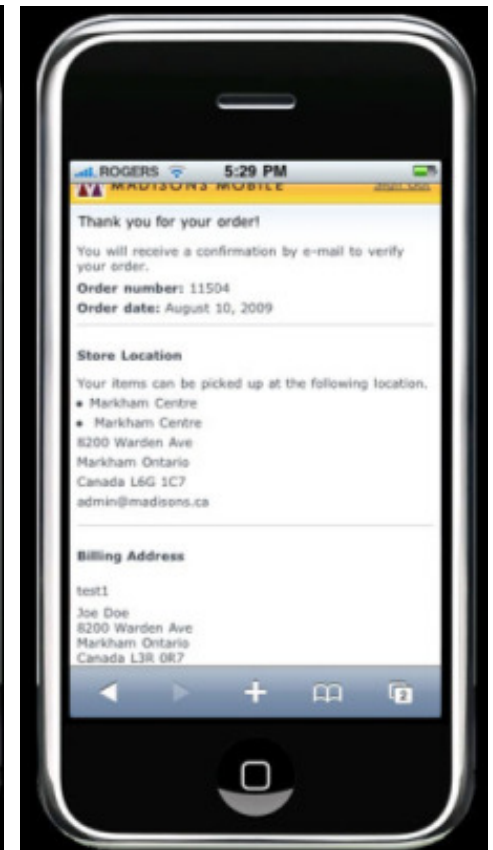 ROGERS 5:29 PM
MADISONS MOBILE Sign Out
Thank you for your order!
You will receive a confirmation by e-mail to verify
your order.
Order number: 11504
Order date: August 10, 2009
Store Location
Your items can be picked up at the following location.
• Markham Centre
• Markham Centre
8200 Warden Ave
Markham Ontario
Canada L6G 1C7
admin@madisons.ca
Billing Address
test1
Joe Doe
8200 Warden Ave
Markham Ontario
Canada L3R 0R7
2